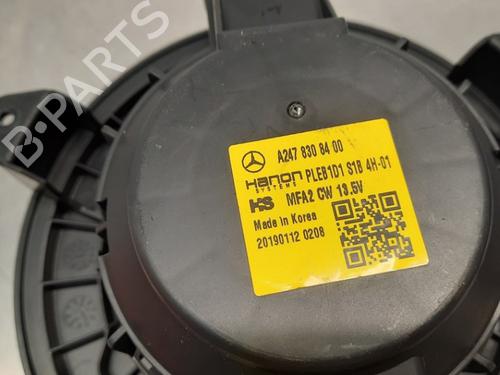 A247 830 84 00
Hanon PLEB1D1 S1B 4H-01
SYSTEMS
HS MFA2 CW 13.5V
Made in Korea
20190112 0208
B-PARTS